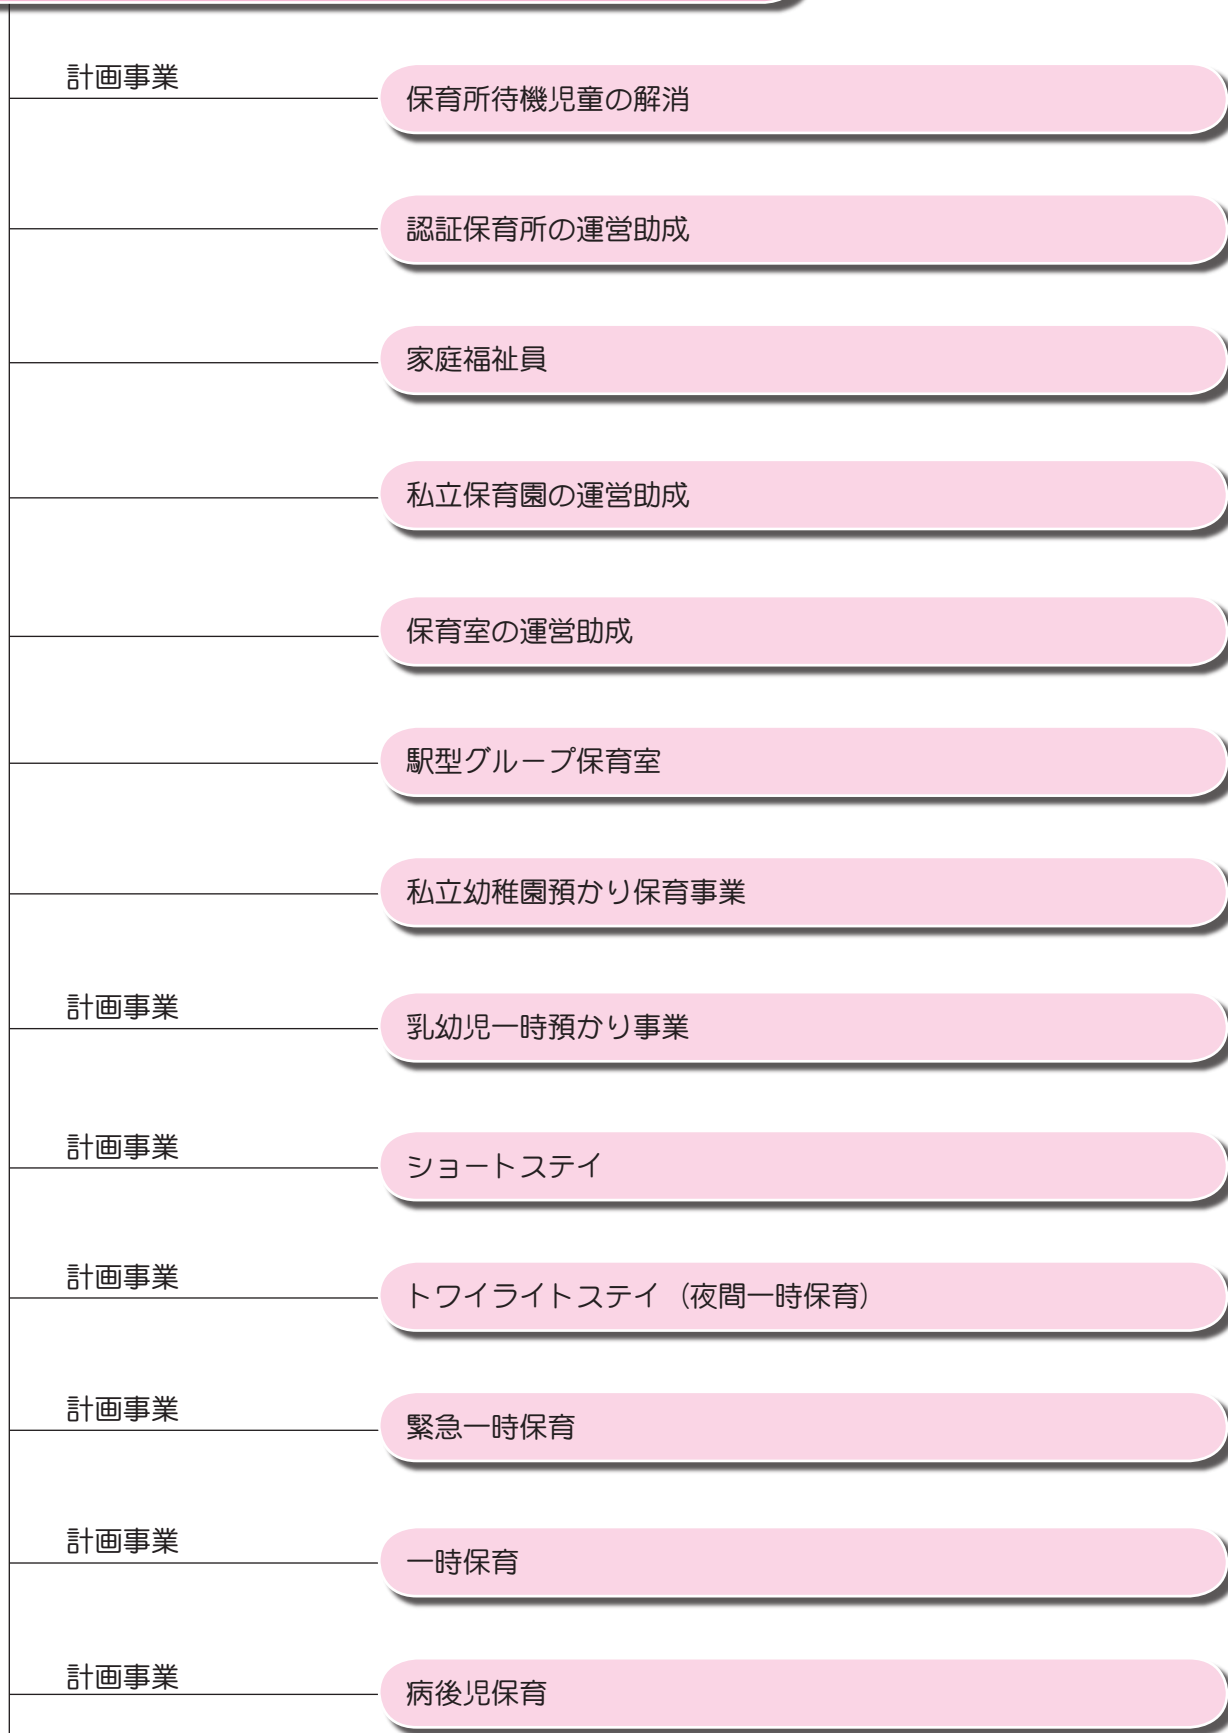 計画事業
保育所待機児童の解消
認証保育所の運営助成
家庭福祉員
私立保育園の運営助成
保育室の運営助成
駅型グループ保育室
私立幼稚園預かり保育事業
計画事業
乳幼児一時預かり事業
計画事業
ショートステイ
計画事業
トワイライトステイ（夜間一時保育）
計画事業
緊急一時保育
計画事業
一時保育
計画事業
病後児保育